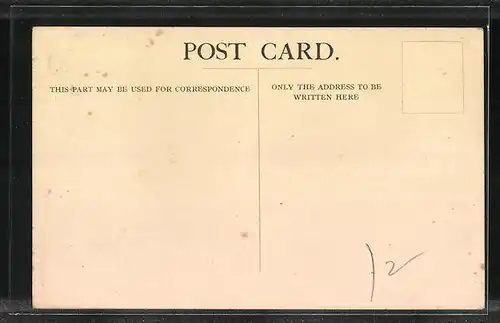 POST CARD.
THIS PART MAY BE USED FOR CORRESPONDENCE
ONLY THE ADDRESS TO BE
WRITTEN HERE